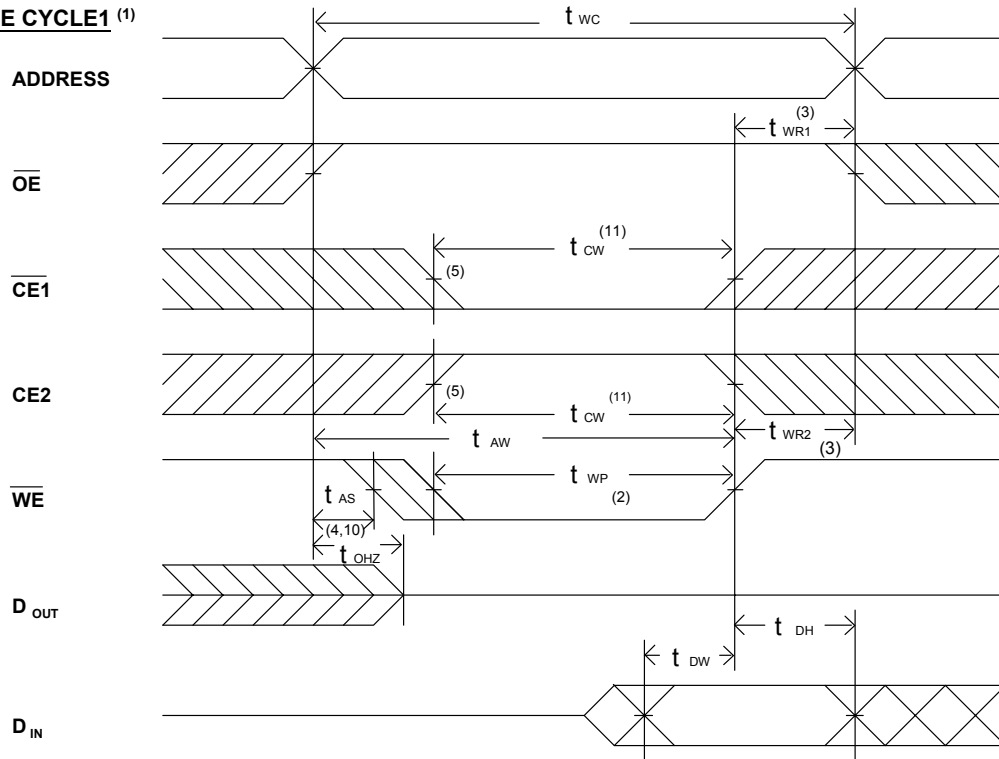 E CYCLE1 (1)
t WC
ADDRESS
(3)
t WR1
OE
t CW (11)
CE1
(5)
CE2
(5)
t CW (11)
t AW
t WR2
(3)
WE
t WP
(2)
t AS
(4,10)
t OHZ
D OUT
t DH
t DW
D IN